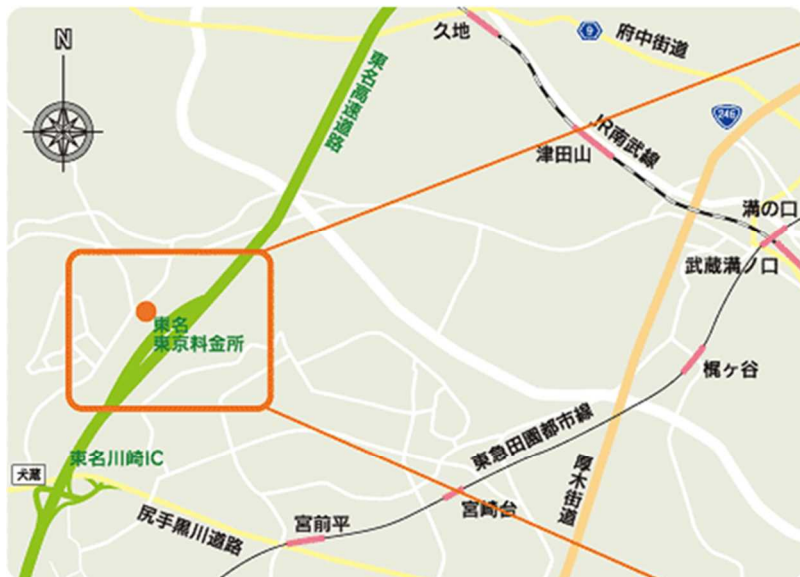 N
久地
9
府中街道
東名高速道路
246
JR南武線
津田山
溝の口
武蔵溝ノ口
東名
東京料金所
梶ヶ谷
東急田園都市線
東名川崎IC
犬蔵
厚木街道
宮崎台
宮前平
尻手黒川道路